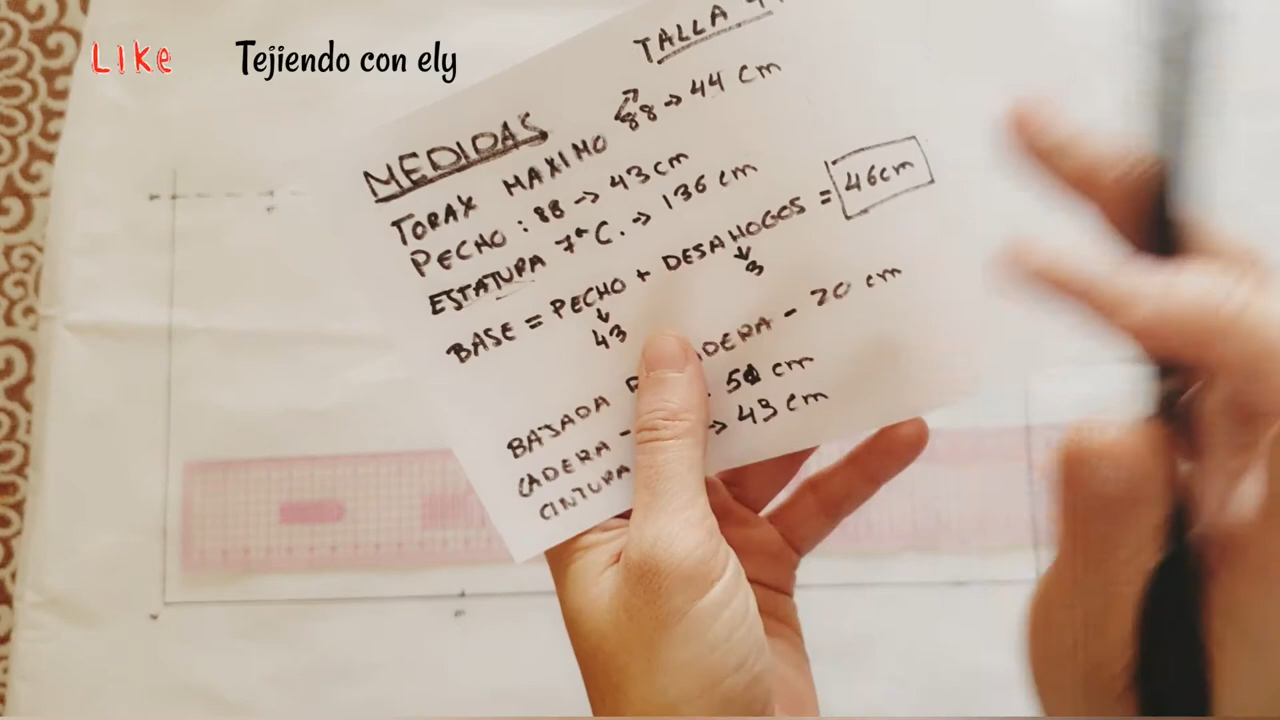 Like
Tejiendo con ely
TALLA
MEDIDAS
TORAX MAXIMO 88 → 44 cm
PECHO : 88 → 43 cm
ESTATURA 7ª C. → 136 cm
BASE = PECHO + DESAHOGOS = 46cm
↓ 43 ↓ 3
BAJADA - 20 cm
CADERA - cm
CINTURA → 43 cm